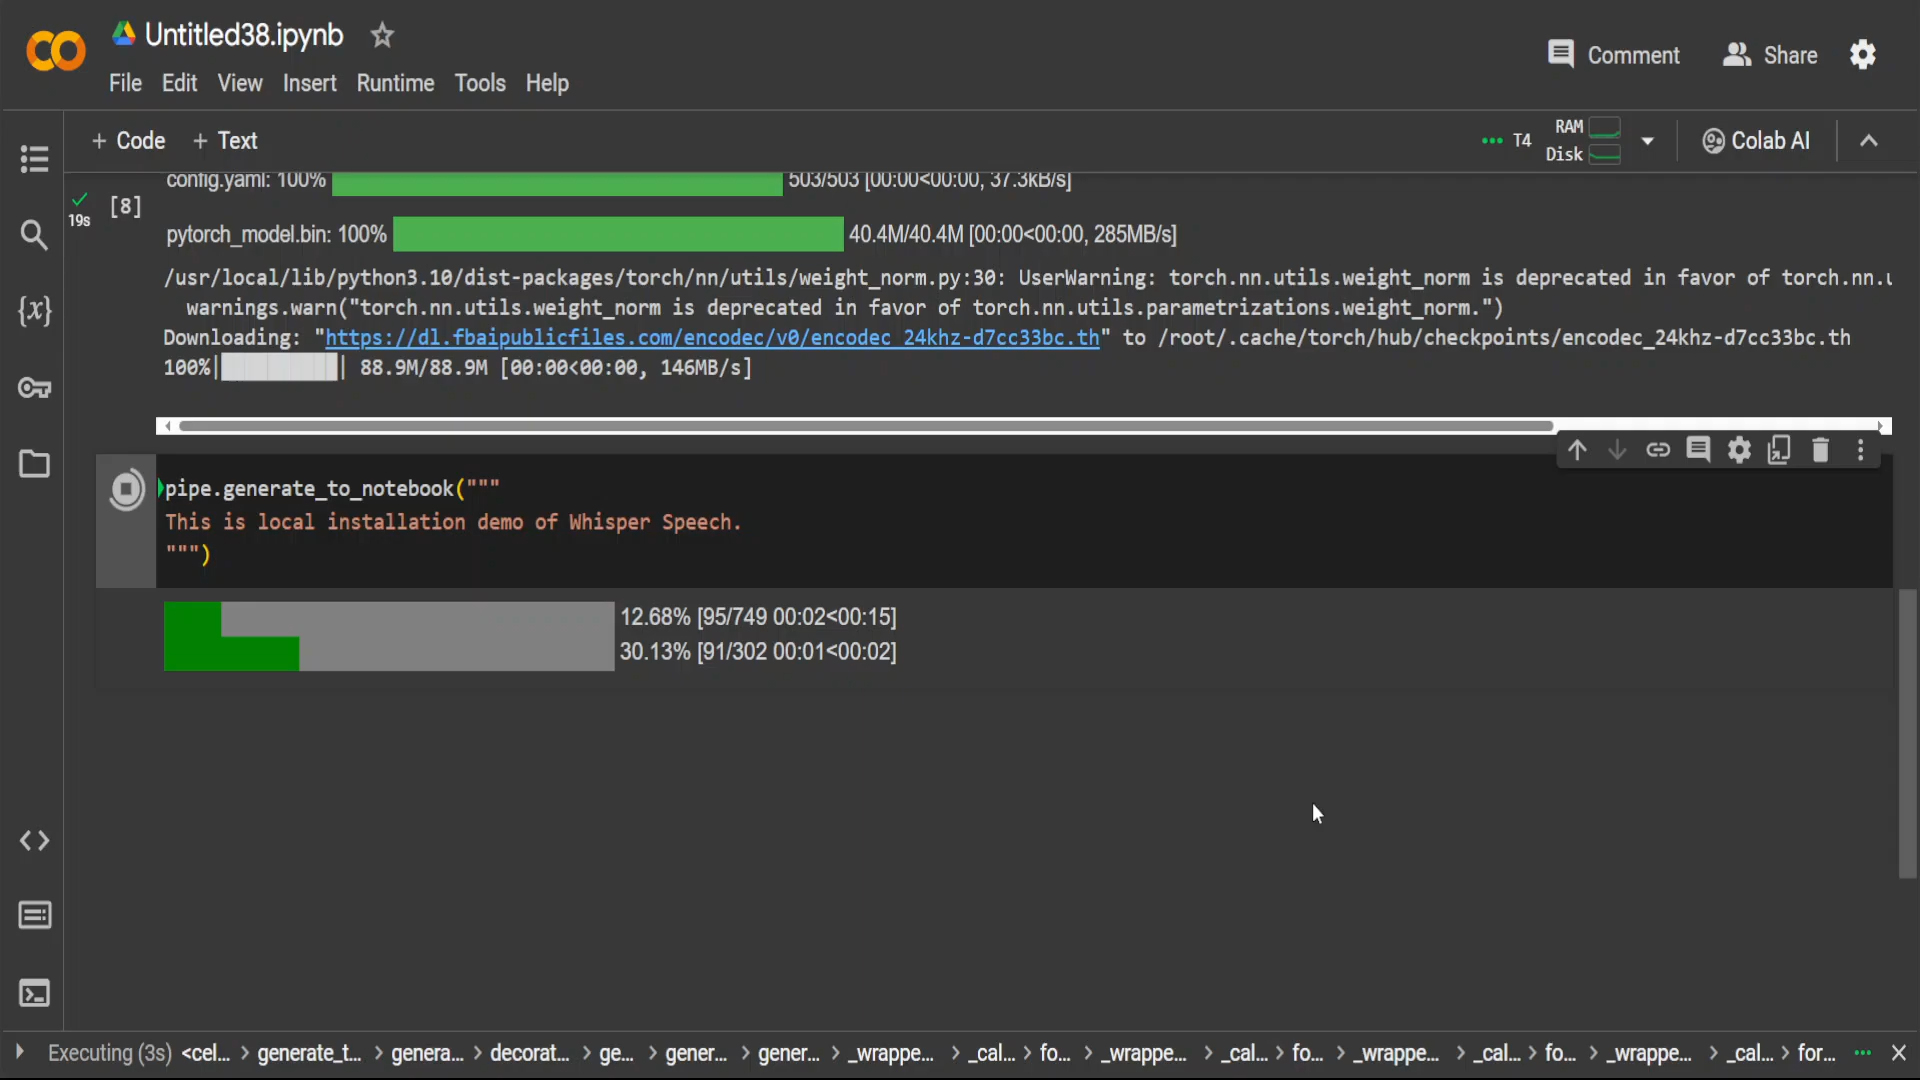 Untitled38.ipynb
Comment
Share
File Edit View Insert Runtime Tools Help
+ Code + Text
T4
RAM
Disk
Colab AI
config.yaml: 100% 503/503 [00:00<00:00, 37.3kB/s]
19s
[8]
pytorch_model.bin: 100% 40.4M/40.4M [00:00<00:00, 285MB/s]
/usr/local/lib/python3.10/dist-packages/torch/nn/utils/weight_norm.py:30: UserWarning: torch.nn.utils.weight_norm is deprecated in favor of torch.nn.u
warnings.warn("torch.nn.utils.weight_norm is deprecated in favor of torch.nn.utils.parametrizations.weight_norm.")
Downloading: "https://dl.fbaipublicfiles.com/encodec/v0/encodec_24khz-d7cc33bc.th" to /root/.cache/torch/hub/checkpoints/encodec_24khz-d7cc33bc.th
100%|██████████| 88.9M/88.9M [00:00<00:00, 146MB/s]
pipe.generate_to_notebook("""
This is local installation demo of Whisper Speech.
""")
12.68% [95/749 00:02<00:15]
30.13% [91/302 00:01<00:02]
Executing (3s) <cel... > generate_t... > genera... > decorat... > ge... > gener... > gener... > _wrappe... > _cal... > fo... > _wrappe... > _cal... > fo... > _wrappe... > _cal... > fo... > _wrappe... > _cal... > for...